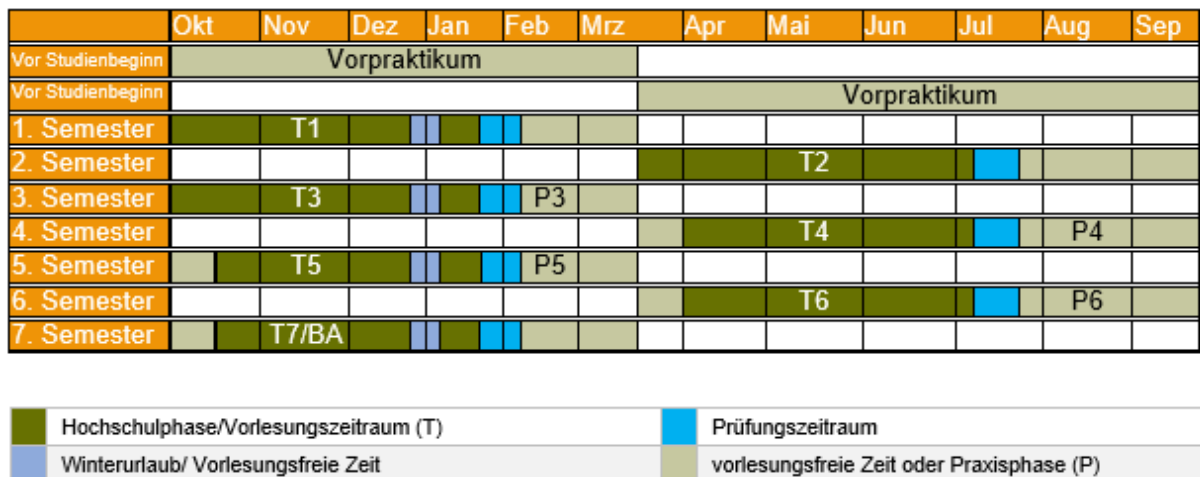 Okt Nov Dez Jan Feb Mrz Apr Mai Jun Jul Aug Sep
Vor Studienbeginn Vorpraktikum
Vor Studienbeginn Vorpraktikum
1. Semester T1
2. Semester T2
3. Semester T3 P3
4. Semester T4 P4
5. Semester T5 P5
6. Semester T6 P6
7. Semester T7/BA
Hochschulphase/Vorlesungszeitraum (T) Prüfungszeitraum
Winterurlaub/ Vorlesungsfreie Zeit vorlesungsfreie Zeit oder Praxisphase (P)